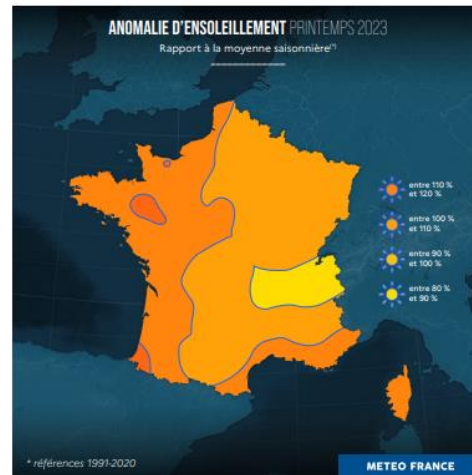 ANOMALIE D'ENSOLEILLEMENT PRINTEMPS 2023
Rapport à la moyenne saisonnière(*)
entre 110 %
et 120 %
entre 100 %
et 110 %
entre 90 %
et 100 %
entre 80 %
et 90 %
* références 1991-2020
METEO FRANCE